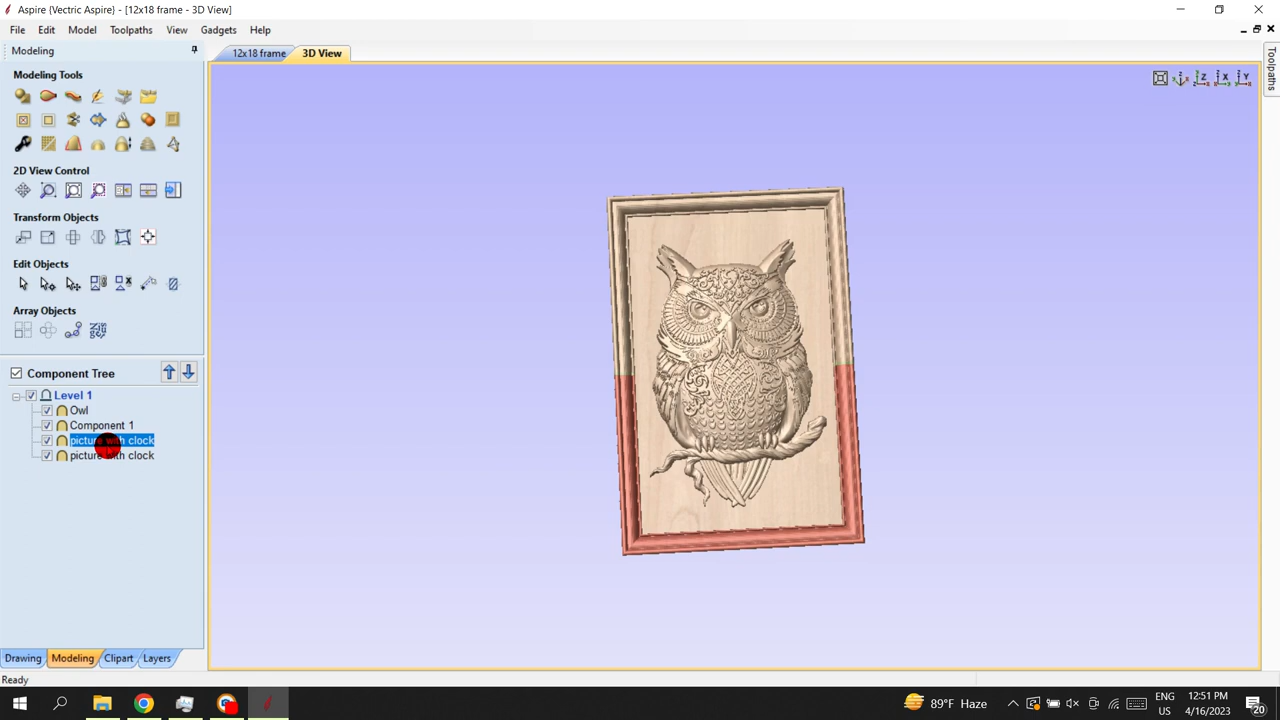 Aspire {Vectric Aspire} - [12x18 frame - 3D View]
File Edit Model Toolpaths View Gadgets Help
Modeling
12x18 frame 3D View
Toolpaths
Z X Y
Modeling Tools
2D View Control
Transform Objects
Edit Objects
Array Objects
Component Tree
Level 1
Owl
Component 1
picture with clock
picture with clock
Drawing Modeling Clipart Layers
Ready
89°F Haze
ENG
US
12:51 PM
4/16/2023
20